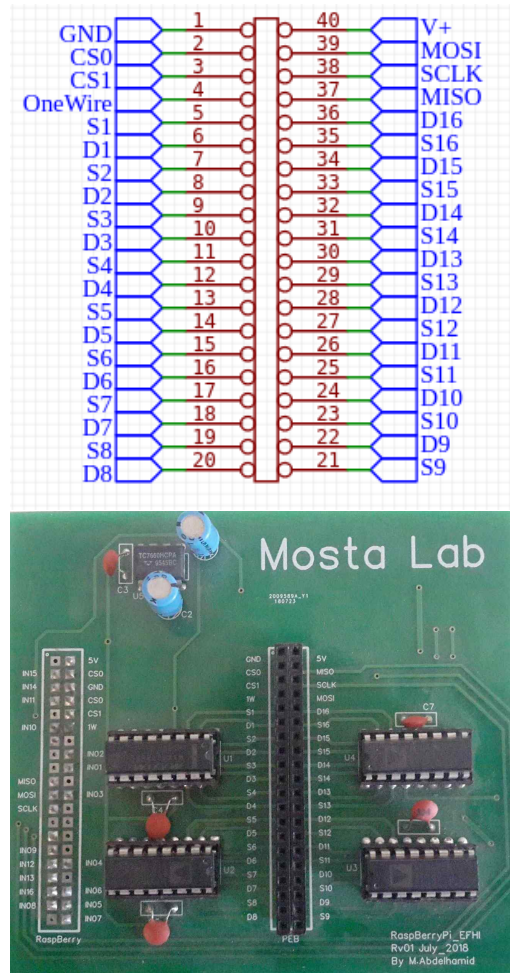 GND 1 40 V+
CS0 2 39 MOSI
CS1 3 38 SCLK
OneWire 4 37 MISO
S1 5 36 D16
D1 6 35 S16
S2 7 34 D15
D2 8 33 S15
S3 9 32 D14
D3 10 31 S14
S4 11 30 D13
D4 12 29 S13
S5 13 28 D12
D5 14 27 S12
S6 15 26 D11
D6 16 25 S11
S7 17 24 D10
D7 18 23 S10
S8 19 22 D9
D8 20 21 S9
Mosta Lab
C3
C2
IN15 5V
IN14 CS0
GND
IN11 CS0
CS1
IN10 1W
IN02
IN01
MISO IN03
MOSI
SCLK
IN09
IN12 IN04
IN13
IN16 IN06
IN08 IN05
IN07
RaspBerry
U1
U2
C4
GND 5V
CS0 MISO
CS1 SCLK
1W MOSI
S1 D16
D1 S16
S2 D15
D2 S15
S3 D14
D3 S14
S4 D13
D4 S13
S5 D12
D5 S12
S6 D11
D6 S11
S7 D10
D7 S10
S8 D9
D8 S9
PEB
C7
U4
U3
RaspBerryPi_EFHI
Rv01 July_2018
By M.Abdelhamid